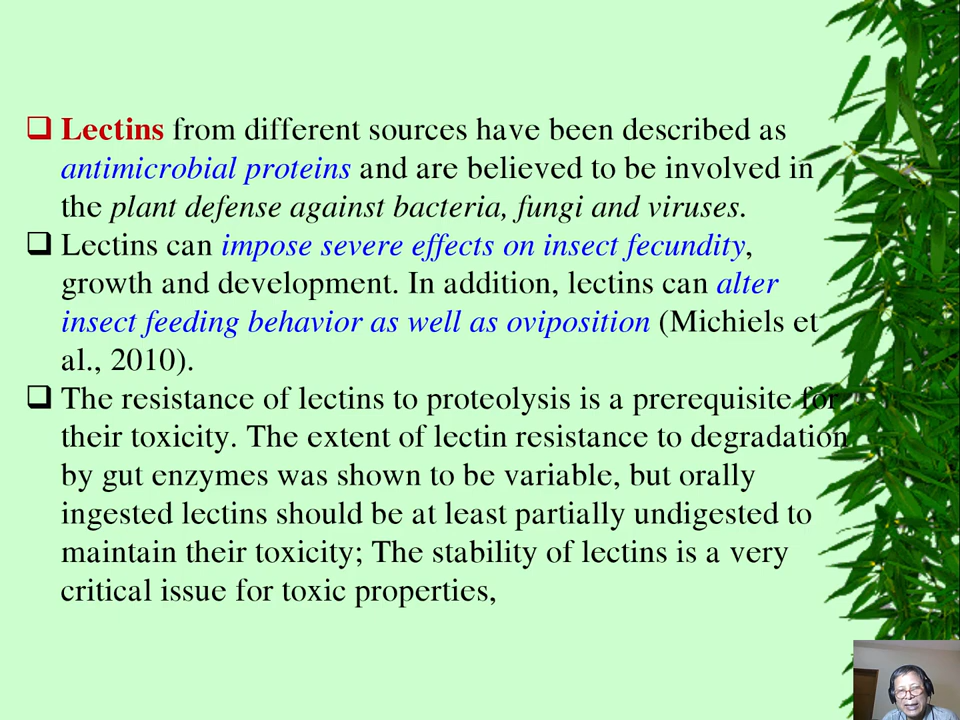 Lectins from different sources have been described as
antimicrobial proteins and are believed to be involved in
the plant defense against bacteria, fungi and viruses.
Lectins can impose severe effects on insect fecundity,
growth and development. In addition, lectins can alter
insect feeding behavior as well as oviposition (Michiels et
al., 2010).
The resistance of lectins to proteolysis is a prerequisite for
their toxicity. The extent of lectin resistance to degradation
by gut enzymes was shown to be variable, but orally
ingested lectins should be at least partially undigested to
maintain their toxicity; The stability of lectins is a very
critical issue for toxic properties,